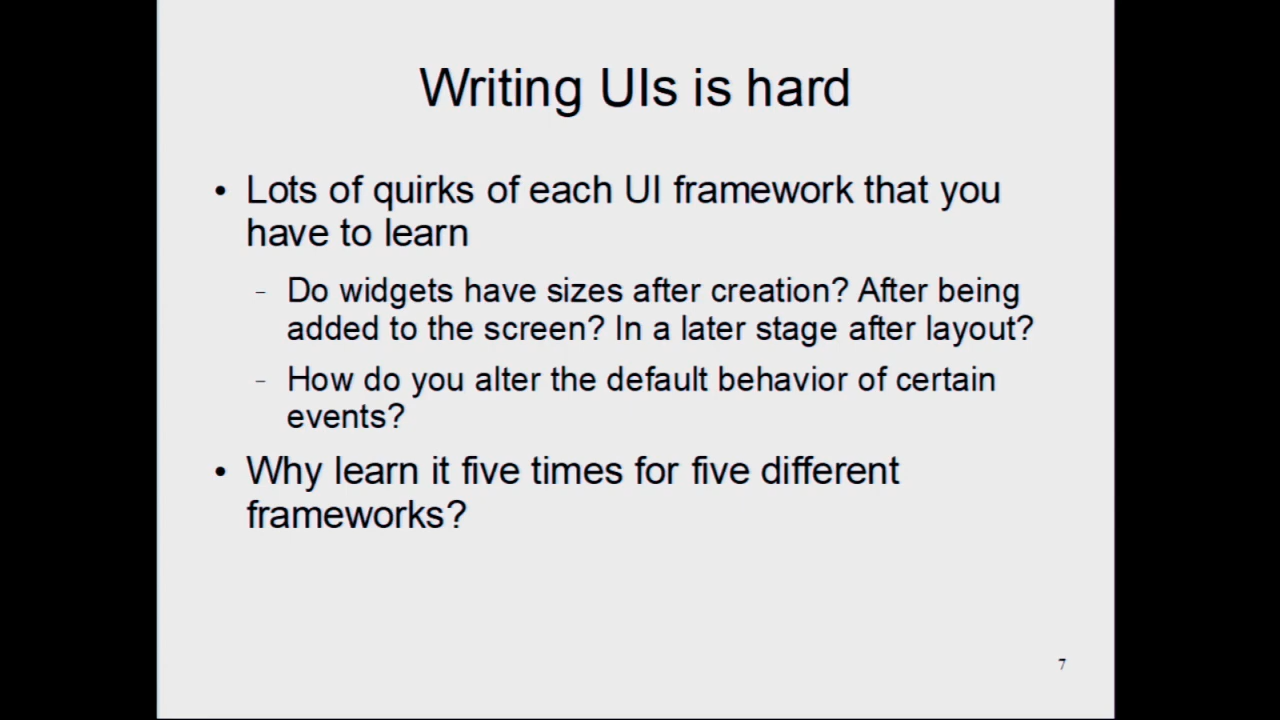 Writing UIs is hard
• Lots of quirks of each UI framework that you
have to learn
– Do widgets have sizes after creation? After being
added to the screen? In a later stage after layout?
– How do you alter the default behavior of certain
events?
• Why learn it five times for five different
frameworks?
7